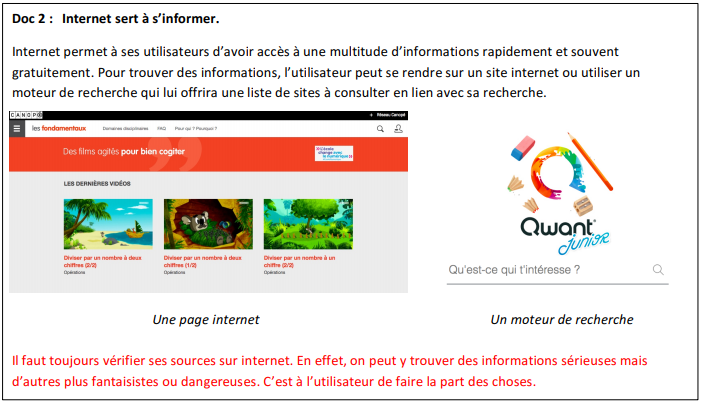 Doc 2 : Internet sert à s'informer.
Internet permet à ses utilisateurs d'avoir accès à une multitude d'informations rapidement et souvent
gratuitement. Pour trouver des informations, l'utilisateur peut se rendre sur un site internet ou utiliser un
moteur de recherche qui lui offrira une liste de sites à consulter en lien avec sa recherche.
CANOPÉ
+ Réseau Canopé
les fondamentaux Domaines disciplinaires FAQ Pour qui ? Pourquoi ?
Des films agités pour bien cogiter
L'école
change avec
le numérique
LES DERNIÈRES VIDÉOS
Diviser par un nombre à deux
chiffres (2/2)
Opérations
Diviser par un nombre à deux
chiffres (1/2)
Opérations
Diviser par un nombre à un
chiffre (2/2)
Opérations
Qwant
junior
Qu'est-ce qui t'intéresse ?
Une page internet
Un moteur de recherche
Il faut toujours vérifier ses sources sur internet. En effet, on peut y trouver des informations sérieuses mais
d'autres plus fantaisistes ou dangereuses. C'est à l'utilisateur de faire la part des choses.